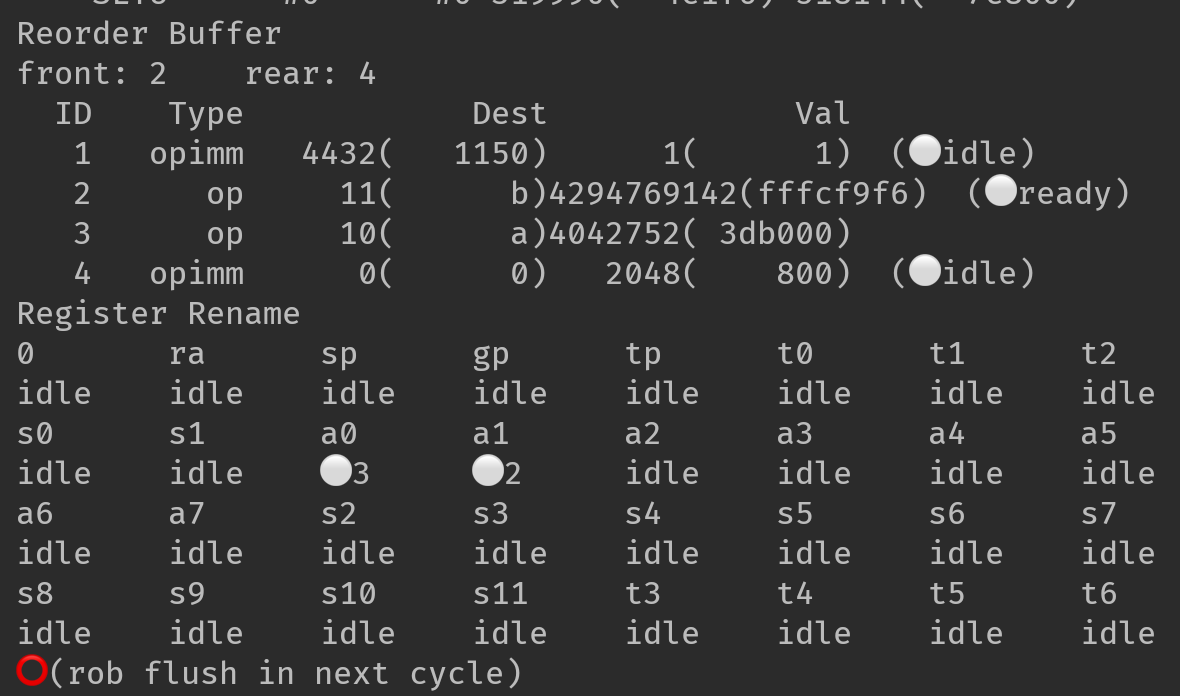 Reorder Buffer
front: 2    rear: 4
  ID    Type            Dest             Val
   1   opimm   4432(   1150)      1(      1)  (⚪idle)
   2      op     11(      b)4294769142(fffcf9f6)  (⚪ready)
   3      op     10(      a)4042752( 3db000)
   4   opimm      0(      0)   2048(    800)  (⚪idle)
Register Rename
0       ra      sp      gp      tp      t0      t1      t2
idle    idle    idle    idle    idle    idle    idle    idle
s0      s1      a0      a1      a2      a3      a4      a5
idle    idle    ⚪3     ⚪2     idle    idle    idle    idle
a6      a7      s2      s3      s4      s5      s6      s7
idle    idle    idle    idle    idle    idle    idle    idle
s8      s9      s10     s11     t3      t4      t5      t6
idle    idle    idle    idle    idle    idle    idle    idle
⭕(rob flush in next cycle)